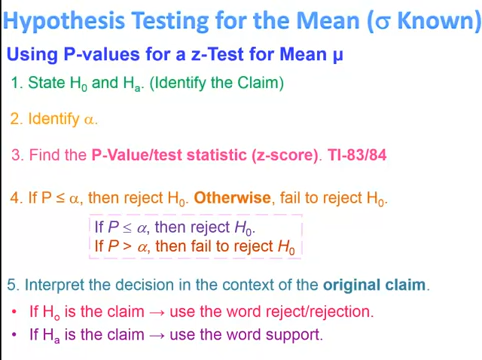 Hypothesis Testing for the Mean (σ Known)
Using P-values for a z-Test for Mean μ
1. State H₀ and Hₐ. (Identify the Claim)
2. Identify α.
3. Find the P-Value/test statistic (z-score). TI-83/84
4. If P ≤ α, then reject H₀. Otherwise, fail to reject H₀.
If P ≤ α, then reject H₀.
If P > α, then fail to reject H₀
5. Interpret the decision in the context of the original claim.
• If Hₒ is the claim → use the word reject/rejection.
• If Hₐ is the claim → use the word support.